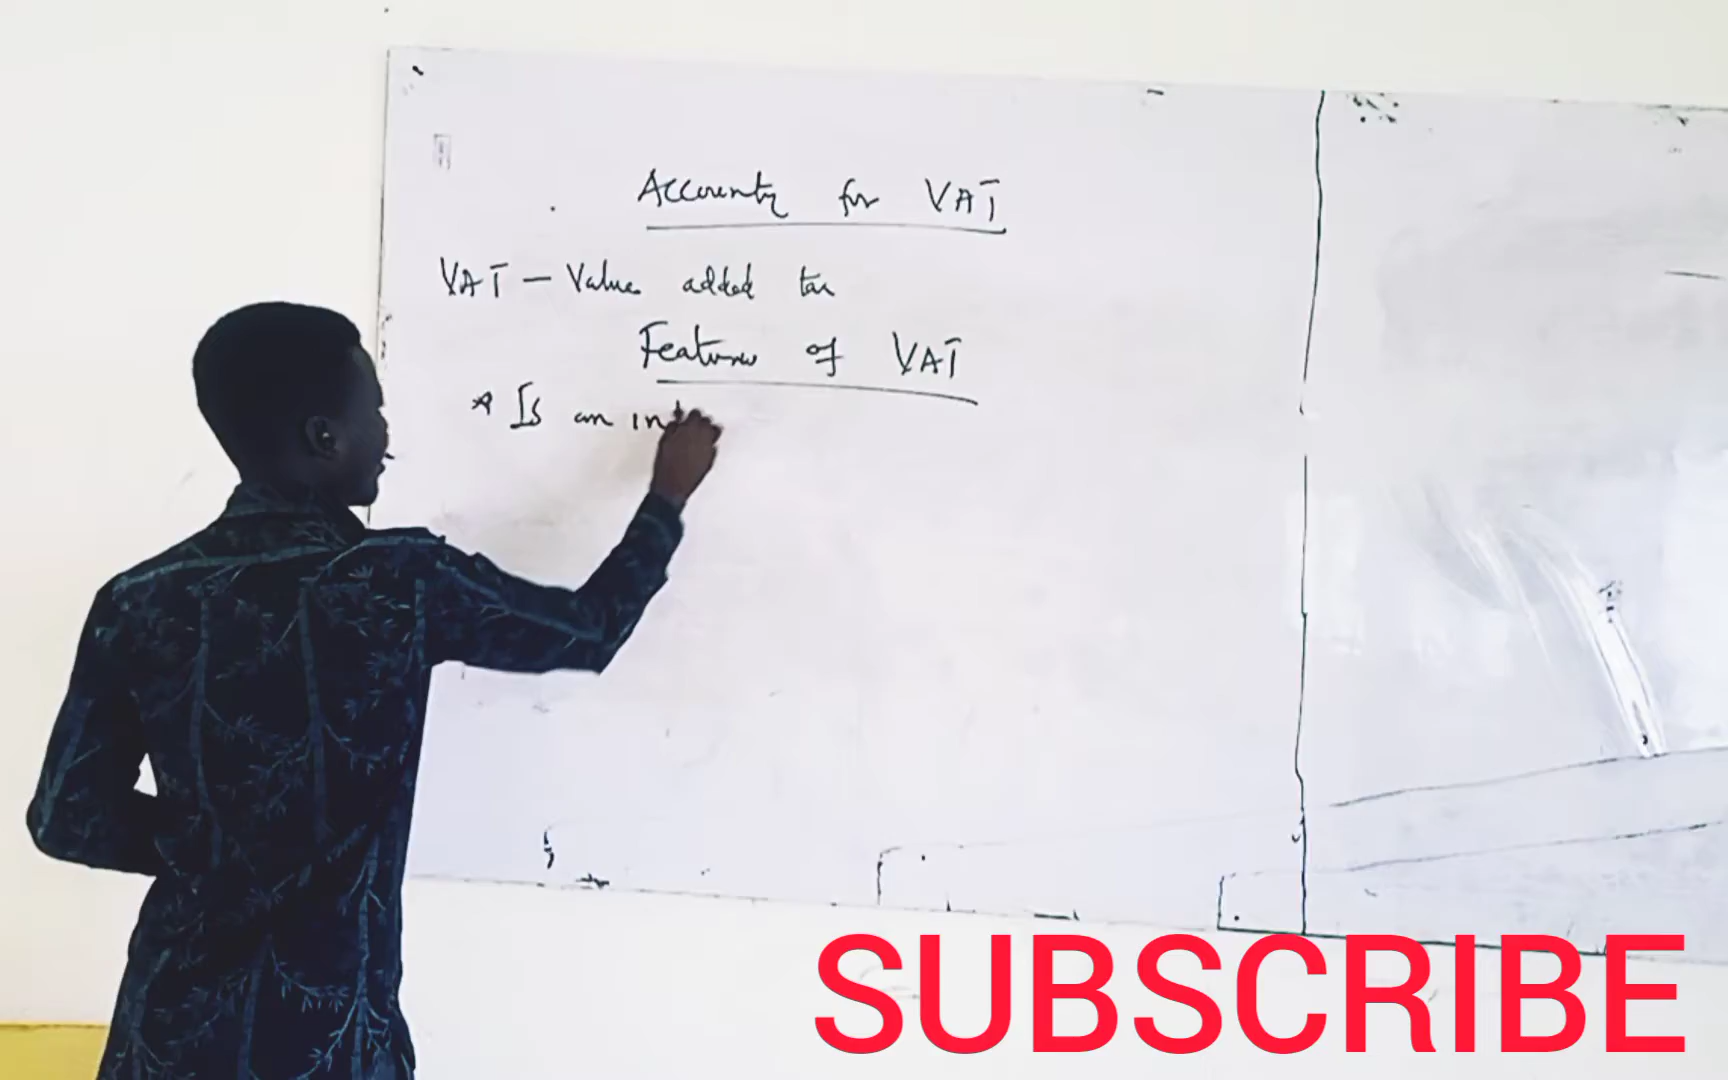 Accounting for VAT
VAT - Value added tax
Features of VAT
* Is an in
SUBSCRIBE